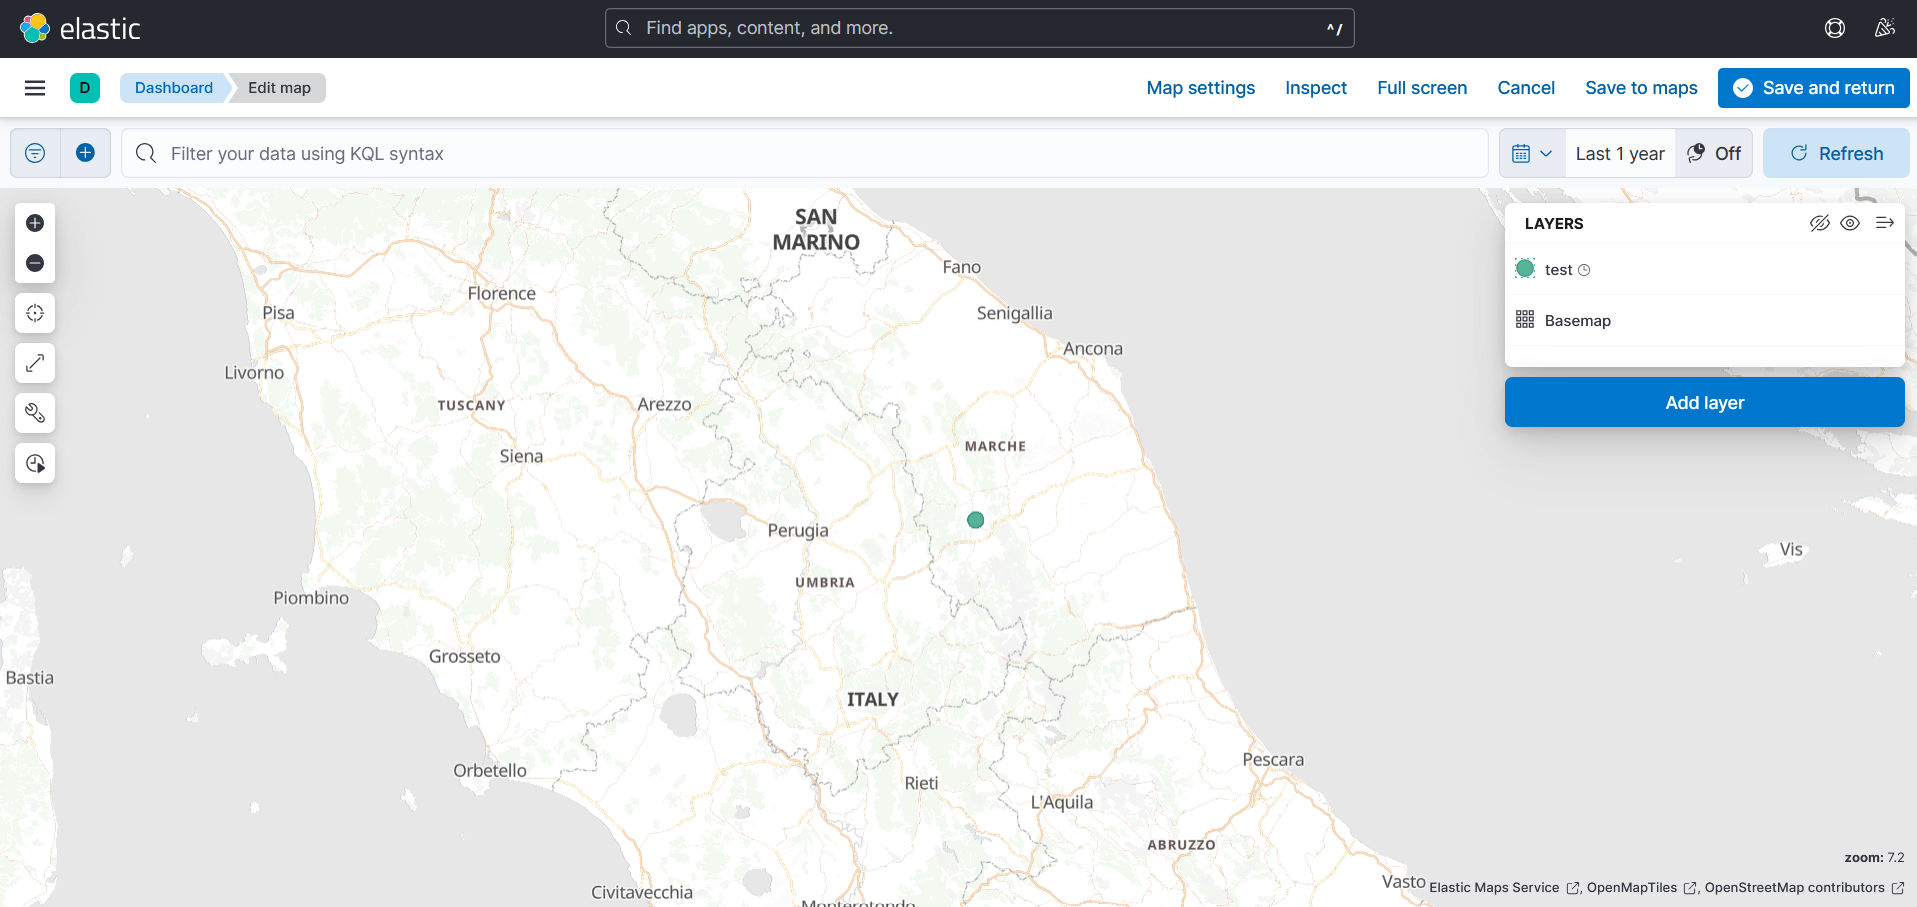 elastic
Find apps, content, and more.
^/
D
Dashboard
Edit map
Map settings
Inspect
Full screen
Cancel
Save to maps
Save and return
Filter your data using KQL syntax
Last 1 year
Off
Refresh
LAYERS
test
Basemap
Add layer
SAN
MARINO
Fano
Florence
Pisa
Senigallia
Ancona
Livorno
TUSCANY
Arezzo
MARCHE
Siena
Perugia
Vis
UMBRIA
Piombino
Grosseto
Bastia
ITALY
Pescara
Orbetello
Rieti
L'Aquila
ABRUZZO
zoom: 7.2
Vasto
Elastic Maps Service , OpenMapTiles , OpenStreetMap contributors
Civitavecchia
Monterotondo